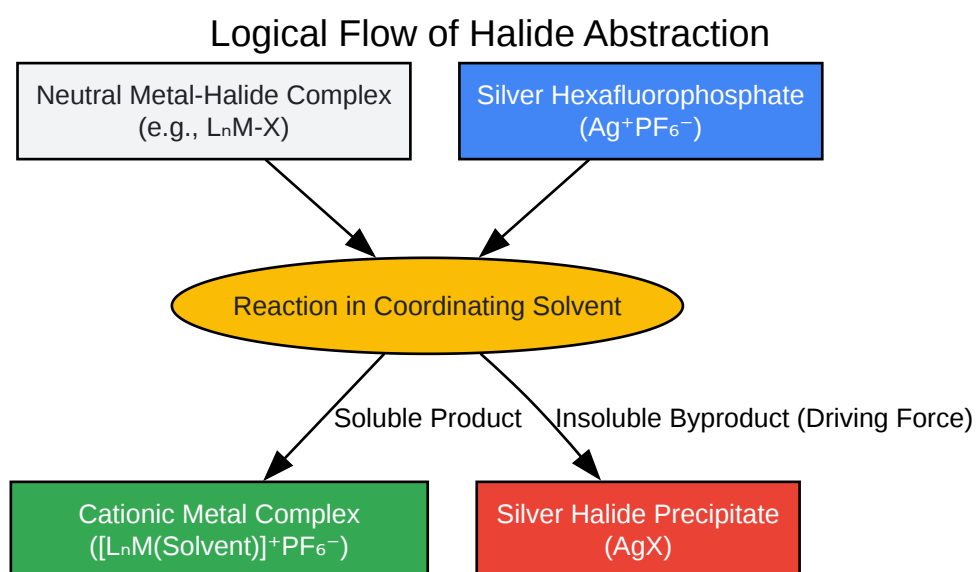 Logical Flow of Halide Abstraction
Neutral Metal-Halide Complex
(e.g., LₙM-X)
Silver Hexafluorophosphate
(Ag⁺PF₆⁻)
Reaction in Coordinating Solvent
Soluble Product
Insoluble Byproduct (Driving Force)
Cationic Metal Complex
([LₙM(Solvent)]⁺PF₆⁻)
Silver Halide Precipitate
(AgX)